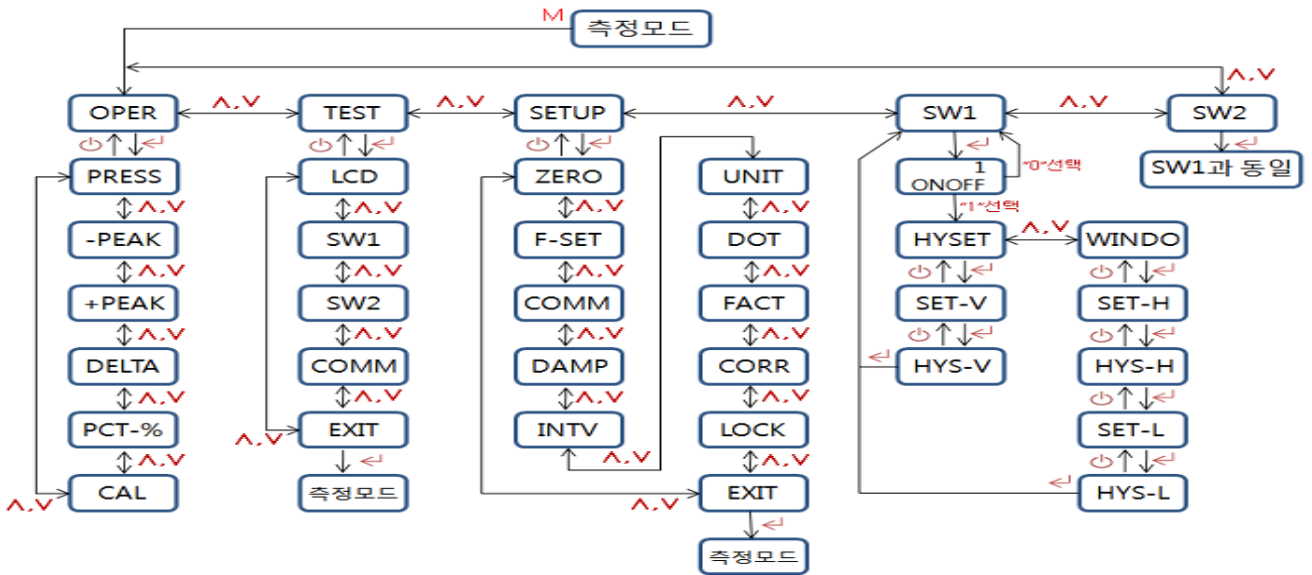 M
측정모드
∧,∨
OPER
∧,∨
TEST
∧,∨
SETUP
∧,∨
SW1
∧,∨
SW2
PRESS
LCD
ZERO
UNIT
1
ONOFF
"0"선택
SW1과 동일
"1"선택
∧,∨
∧,∨
∧,∨
∧,∨
-PEAK
SW1
F-SET
DOT
HYSET
∧,∨
WINDO
∧,∨
∧,∨
∧,∨
∧,∨
+PEAK
SW2
COMM
FACT
SET-V
SET-H
∧,∨
∧,∨
∧,∨
∧,∨
DELTA
COMM
DAMP
CORR
HYS-V
HYS-H
∧,∨
∧,∨
∧,∨
∧,∨
PCT-%
∧,∨
EXIT
INTV
∧,∨
LOCK
SET-L
∧,∨
∧,∨
∧,∨
CAL
측정모드
∧,∨
EXIT
HYS-L
측정모드